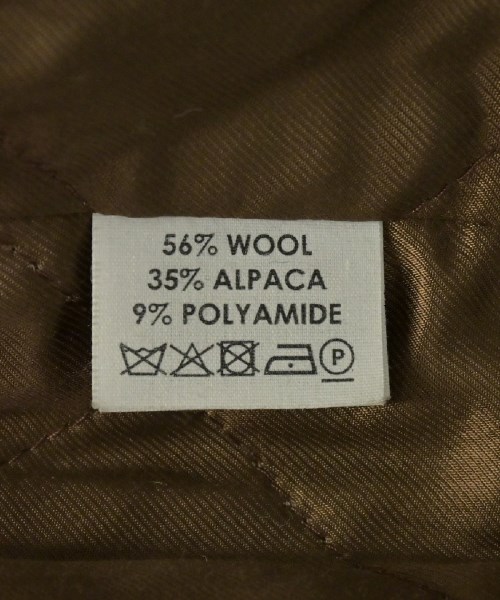 56% WOOL
35% ALPACA
9% POLYAMIDE
P